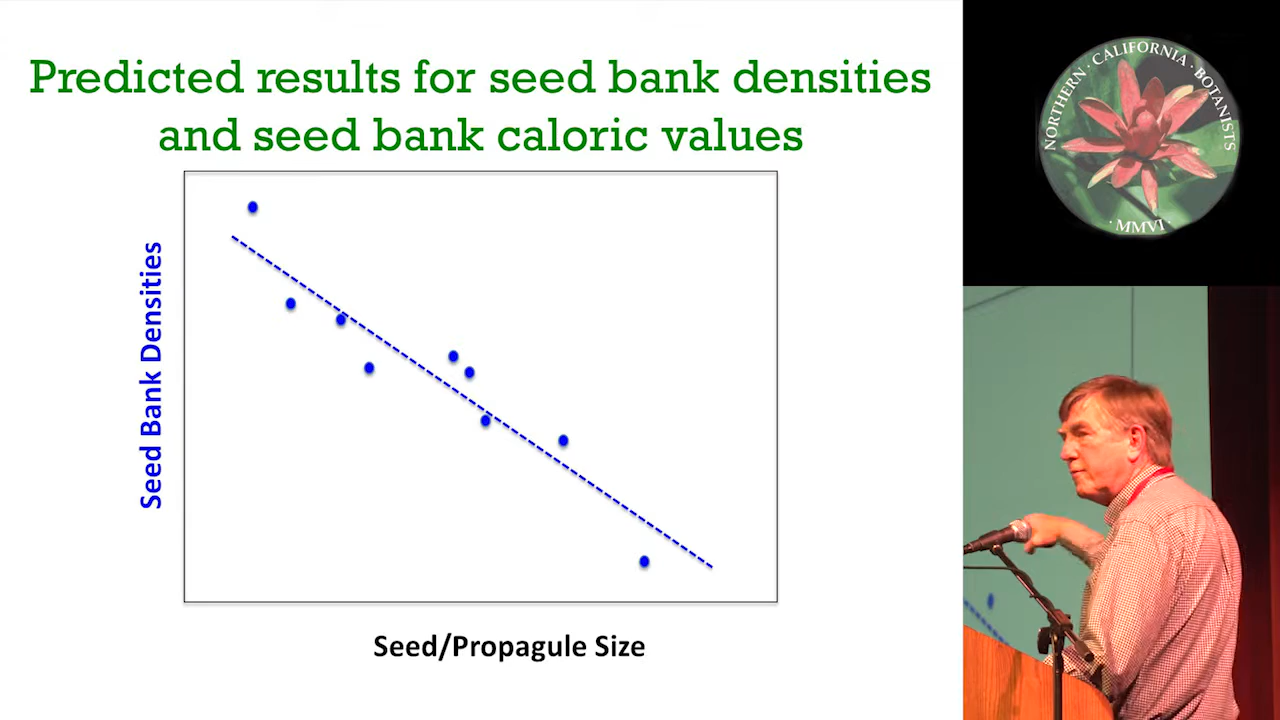 Predicted results for seed bank densities
and seed bank caloric values
Seed Bank Densities
Seed/Propagule Size
NORTHERN · CALIFORNIA · BOTANISTS
· MMVI ·